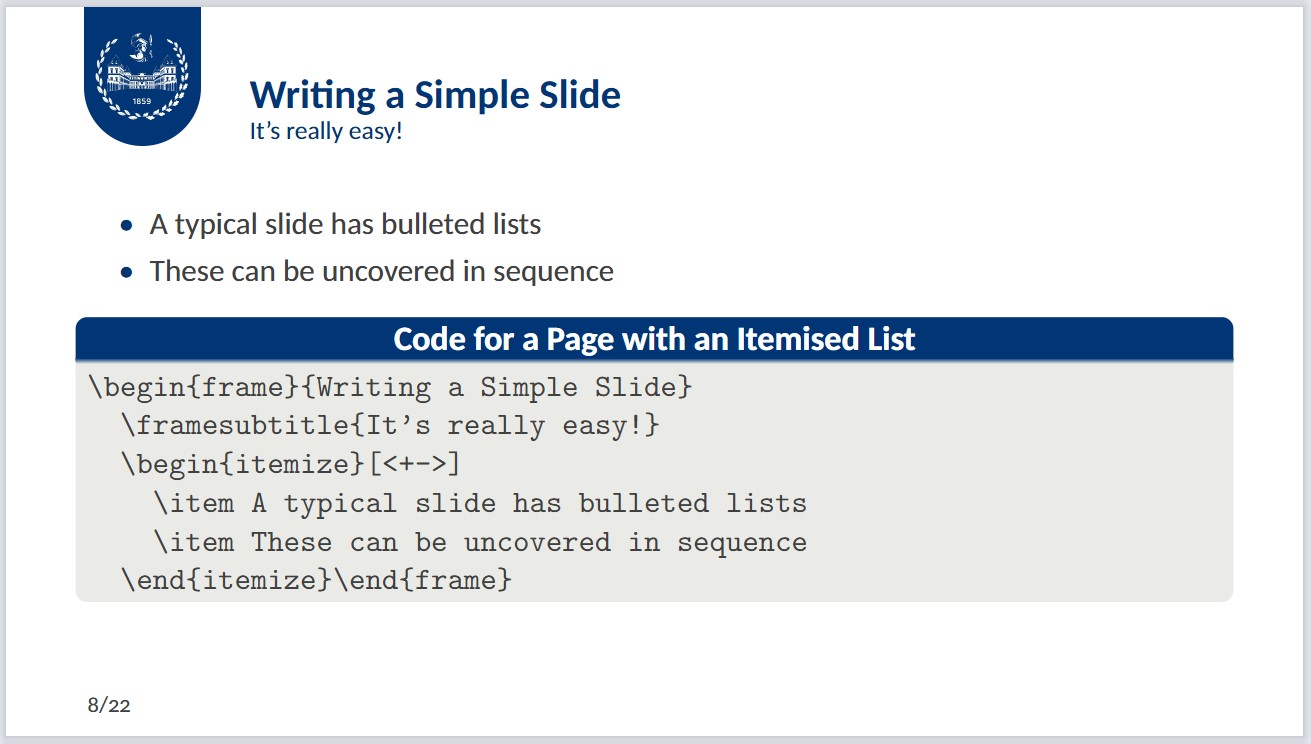 1859
Writing a Simple Slide
It’s really easy!
• A typical slide has bulleted lists
• These can be uncovered in sequence
Code for a Page with an Itemised List
\begin{frame}{Writing a Simple Slide}
  \framesubtitle{It’s really easy!}
  \begin{itemize}[<+->]
    \item A typical slide has bulleted lists
    \item These can be uncovered in sequence
  \end{itemize}\end{frame}
8/22